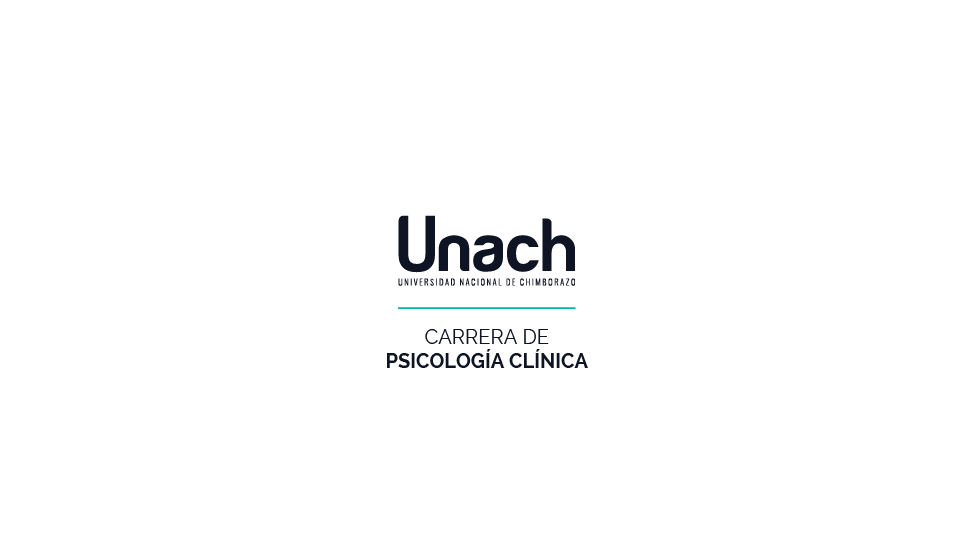 Unach
UNIVERSIDAD NACIONAL DE CHIMBORAZO
CARRERA DE
PSICOLOGÍA CLÍNICA